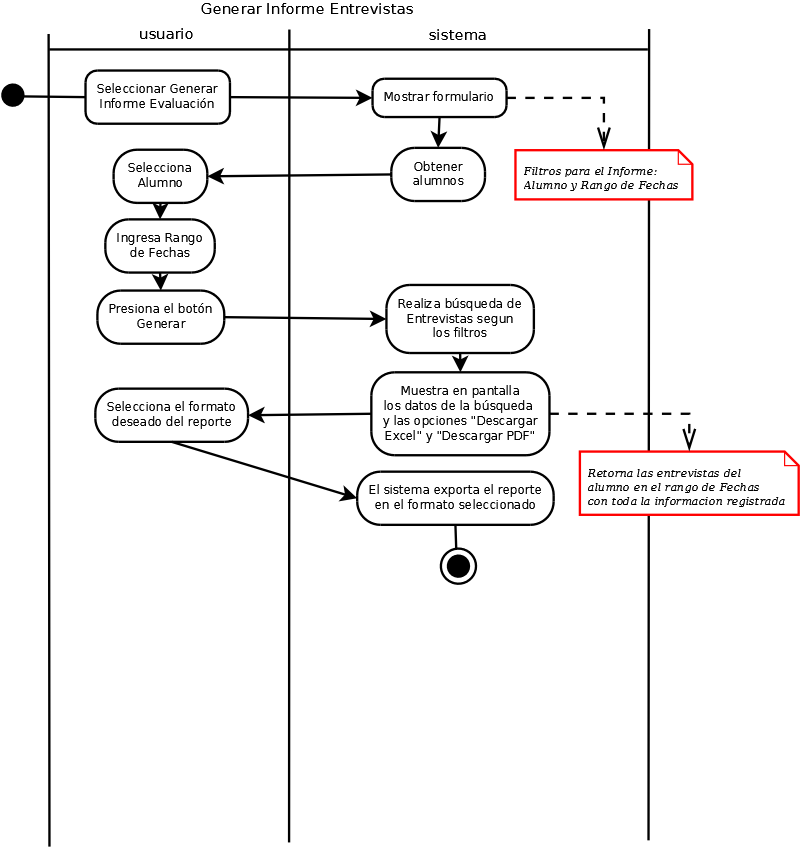 Generar Informe Entrevistas
usuario
sistema
Seleccionar Generar
Informe Evaluación
Mostrar formulario
Filtros para el Informe:
Alumno y Rango de Fechas
Obtener
alumnos
Selecciona
Alumno
Ingresa Rango
de Fechas
Presiona el botón
Generar
Realiza búsqueda de
Entrevistas segun
los filtros
Muestra en pantalla
los datos de la búsqueda
y las opciones "Descargar
Excel" y "Descargar PDF"
Retorna las entrevistas del
alumno en el rango de Fechas
con toda la informacion registrada
Selecciona el formato
deseado del reporte
El sistema exporta el reporte
en el formato seleccionado